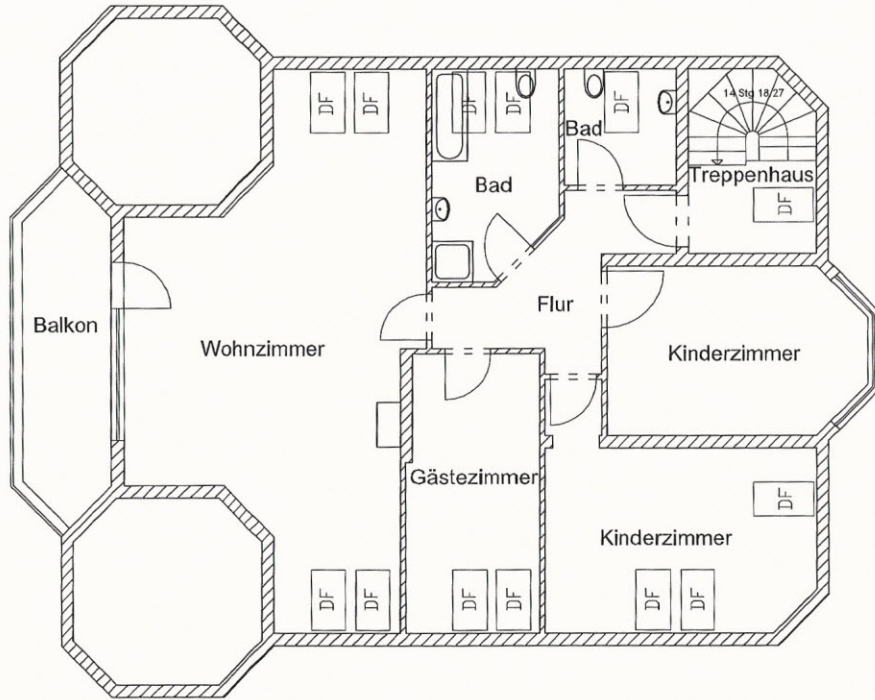 DF DF DF DF DF
14 Stg 18/27
Bad
Treppenhaus
Bad
DF
Flur
Balkon
Wohnzimmer
Kinderzimmer
Gästezimmer
DF
Kinderzimmer
DF DF DF DF DF DF